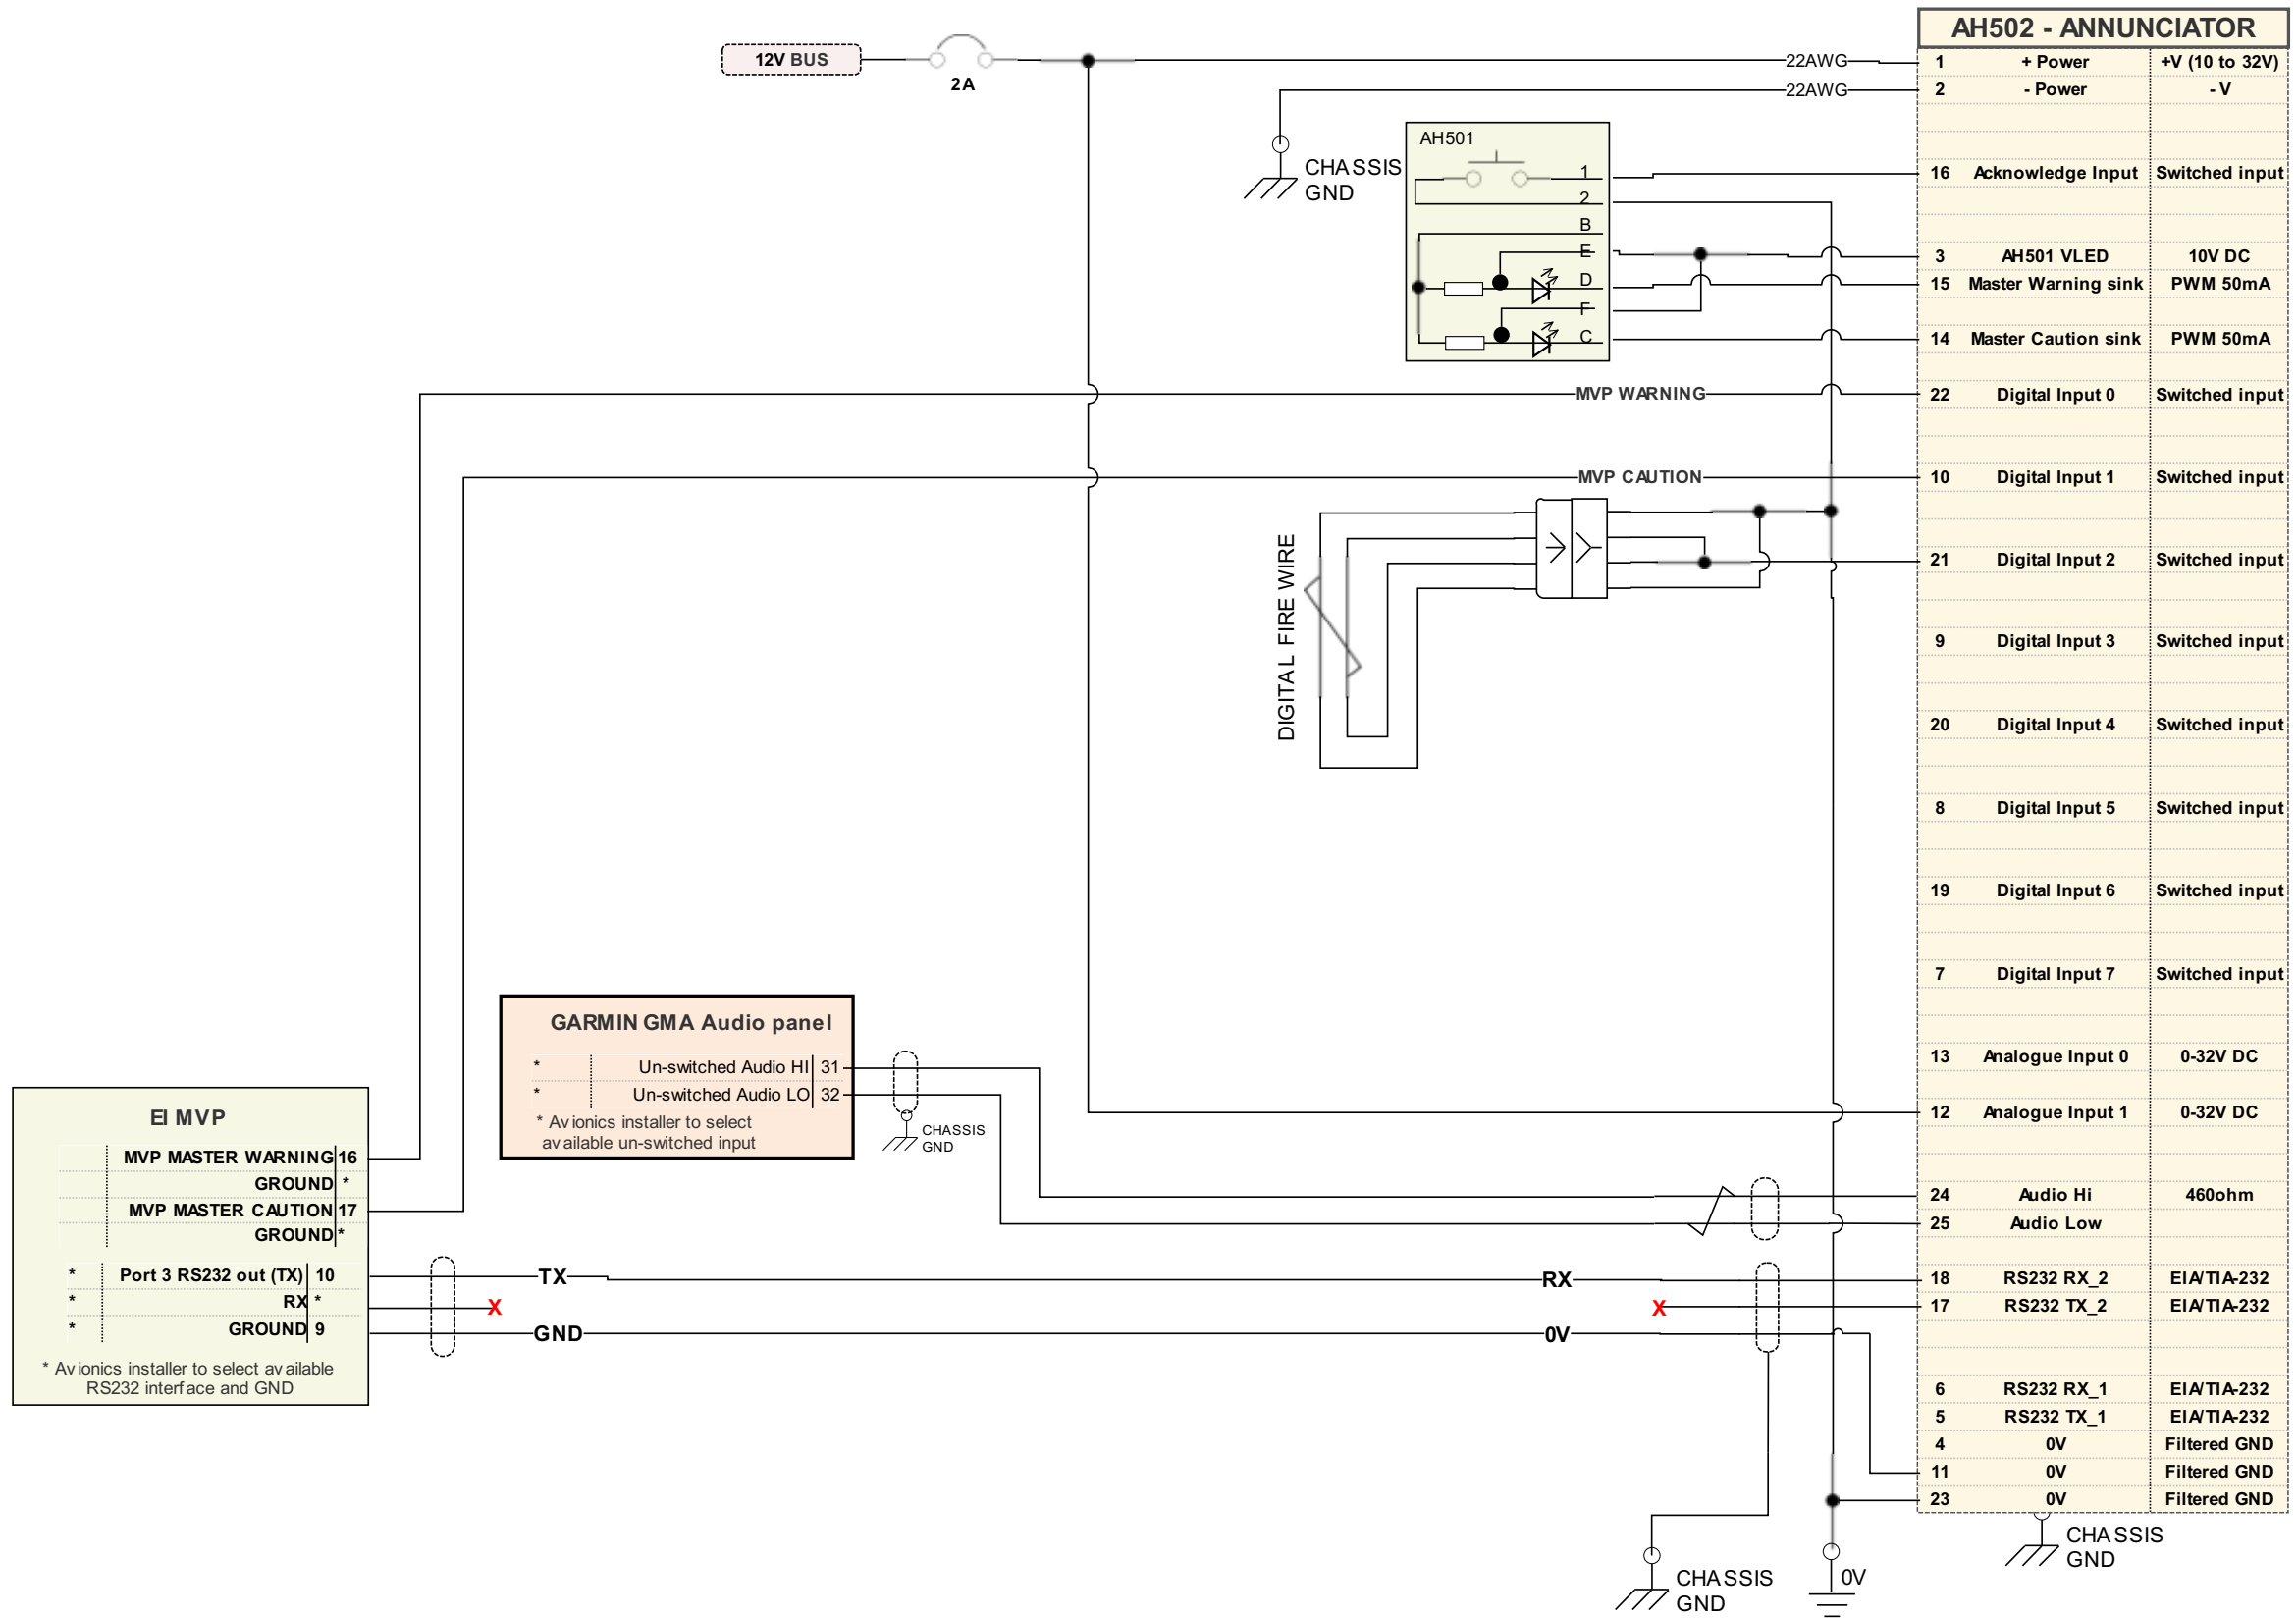 AH502 - ANNUNCIATOR
12V BUS
2A
22AWG
1 + Power +V (10 to 32V)
22AWG
2 - Power - V
CHASSIS
GND
AH501
1
2
B
E
D
F
C
16 Acknowledge Input Switched input
3 AH501 VLED 10V DC
15 Master Warning sink PWM 50mA
14 Master Caution sink PWM 50mA
MVP WARNING
22 Digital Input 0 Switched input
MVP CAUTION
10 Digital Input 1 Switched input
DIGITAL FIRE WIRE
21 Digital Input 2 Switched input
9 Digital Input 3 Switched input
20 Digital Input 4 Switched input
8 Digital Input 5 Switched input
19 Digital Input 6 Switched input
7 Digital Input 7 Switched input
13 Analogue Input 0 0-32V DC
12 Analogue Input 1 0-32V DC
24 Audio Hi 460ohm
25 Audio Low
18 RS232 RX_2 EIA/TIA-232
17 RS232 TX_2 EIA/TIA-232
6 RS232 RX_1 EIA/TIA-232
5 RS232 TX_1 EIA/TIA-232
4 0V Filtered GND
11 0V Filtered GND
23 0V Filtered GND
GARMIN GMA Audio panel
* Un-switched Audio HI 31
* Un-switched Audio LO 32
* Avionics installer to select
available un-switched input
CHASSIS
GND
EI MVP
MVP MASTER WARNING 16
GROUND *
MVP MASTER CAUTION 17
GROUND *
* Port 3 RS232 out (TX) 10
* RX *
* GROUND 9
* Avionics installer to select available
RS232 interface and GND
TX
RX
X
X
GND
0V
CHASSIS
GND
0V
CHASSIS
GND